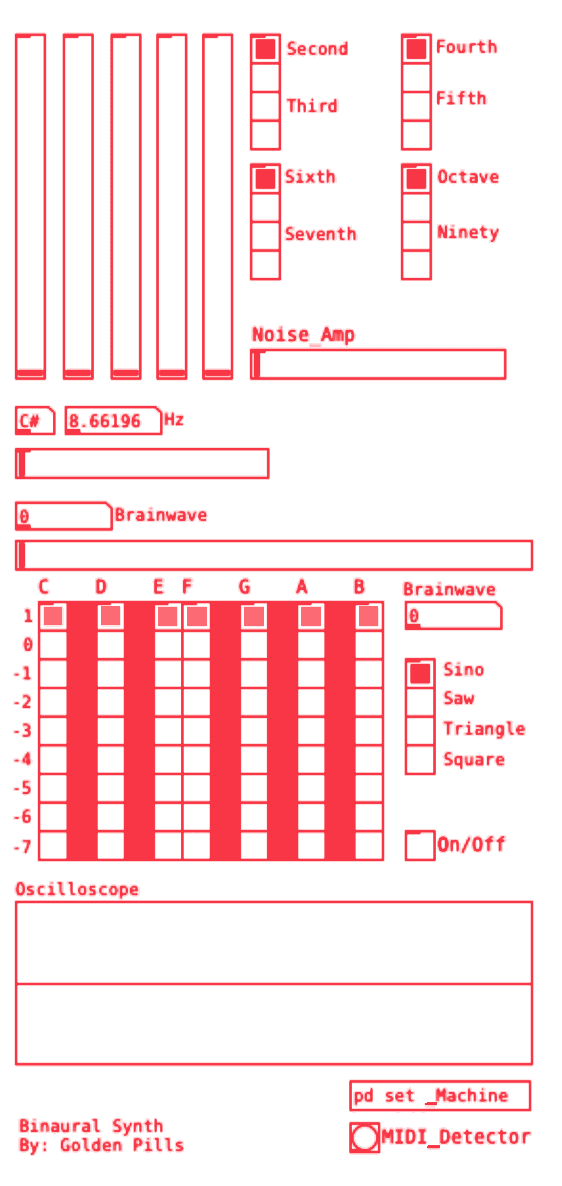 Second
Fourth
Third
Fifth
Sixth
Octave
Seventh
Ninety
Noise_Amp
C# 8.66196 Hz
0 Brainwave
C D E F G A B
Brainwave
1
0
0
-1
Sino
-2
Saw
-3
Triangle
-4
Square
-5
-6
-7
On/Off
Oscilloscope
pd set _Machine
Binaural Synth
By: Golden Pills
MIDI_Detector